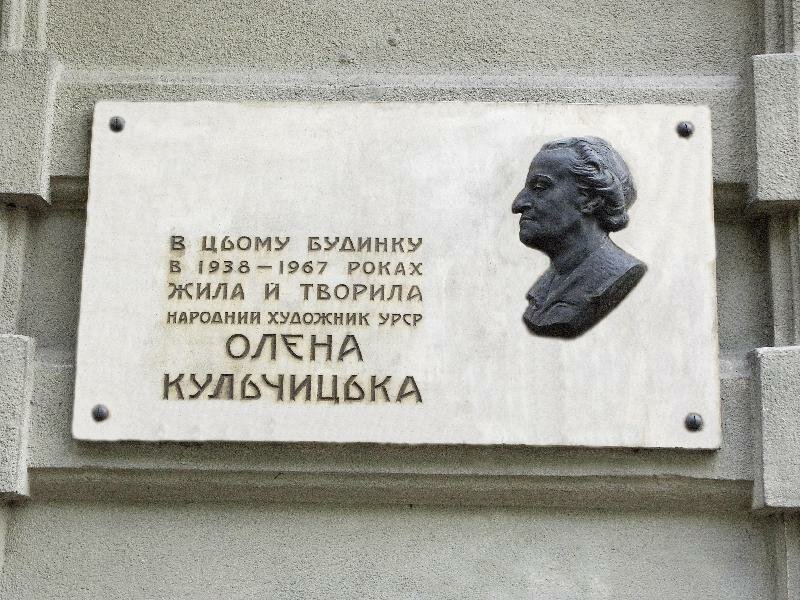 В ЦЬОМУ БУДИНКУ
В 1938–1967 РОКАХ
ЖИЛА Й ТВОРИЛА
НАРОДНИЙ ХУДОЖНИК УРСР
ОЛЕНА
КУЛЬЧИЦЬКА